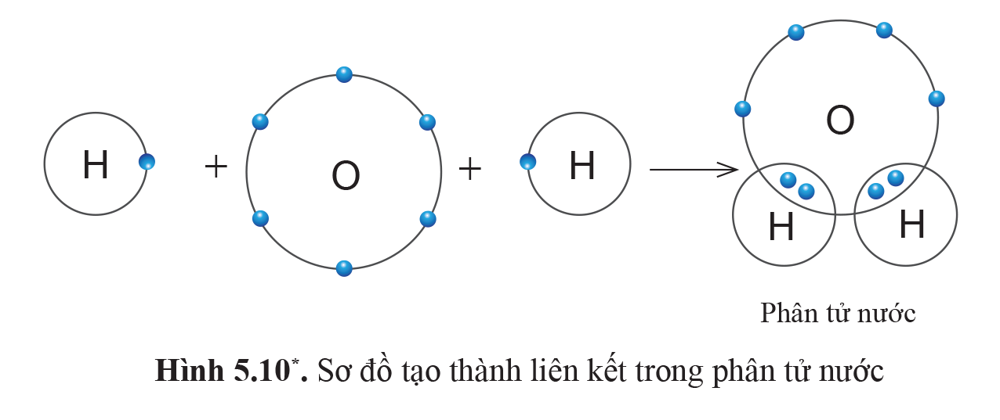 H + O + H → O
H H
Phân tử nước
Hình 5.10*. Sơ đồ tạo thành liên kết trong phân tử nước